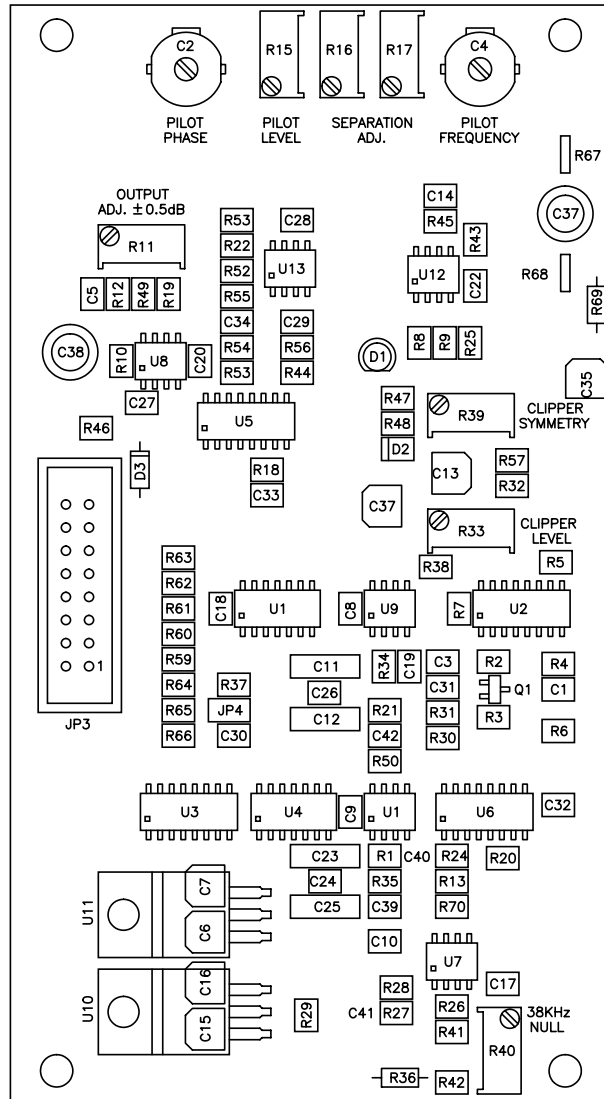 C2
R15
R16
R17
C4
PILOT
PHASE
PILOT
LEVEL
SEPARATION
ADJ.
PILOT
FREQUENCY
R67
C37
R68
R69
C35
OUTPUT
ADJ. ±0.5dB
R11
C5
R12
R49
R19
R53
R22
R52
R55
C34
R54
R53
C28
U13
C29
R56
R44
C14
R45
R43
U12
C22
C38
R10
U8
C20
C27
D1
R8
R9
R25
R46
U5
R47
R48
D2
R39
CLIPPER
SYMMETRY
D3
R18
C33
C13
R57
R32
C37
R33
CLIPPER
LEVEL
R38
R5
1
JP3
R63
R62
R61
R60
R59
R64
R65
R66
C18
U1
C8
U9
R7
U2
R37
JP4
C30
C11
C26
C12
R34
C19
C3
C31
R31
R30
R21
C42
R50
R2
Q1
R3
R4
C1
R6
U3
U4
C9
U1
U6
C32
C23
C24
C25
R1
C40
R35
C39
C10
R24
R13
R70
R20
U11
C7
C6
U10
C16
C15
U7
C17
R28
C41
R27
R29
R26
R41
38KHz
NULL
R40
R36
R42